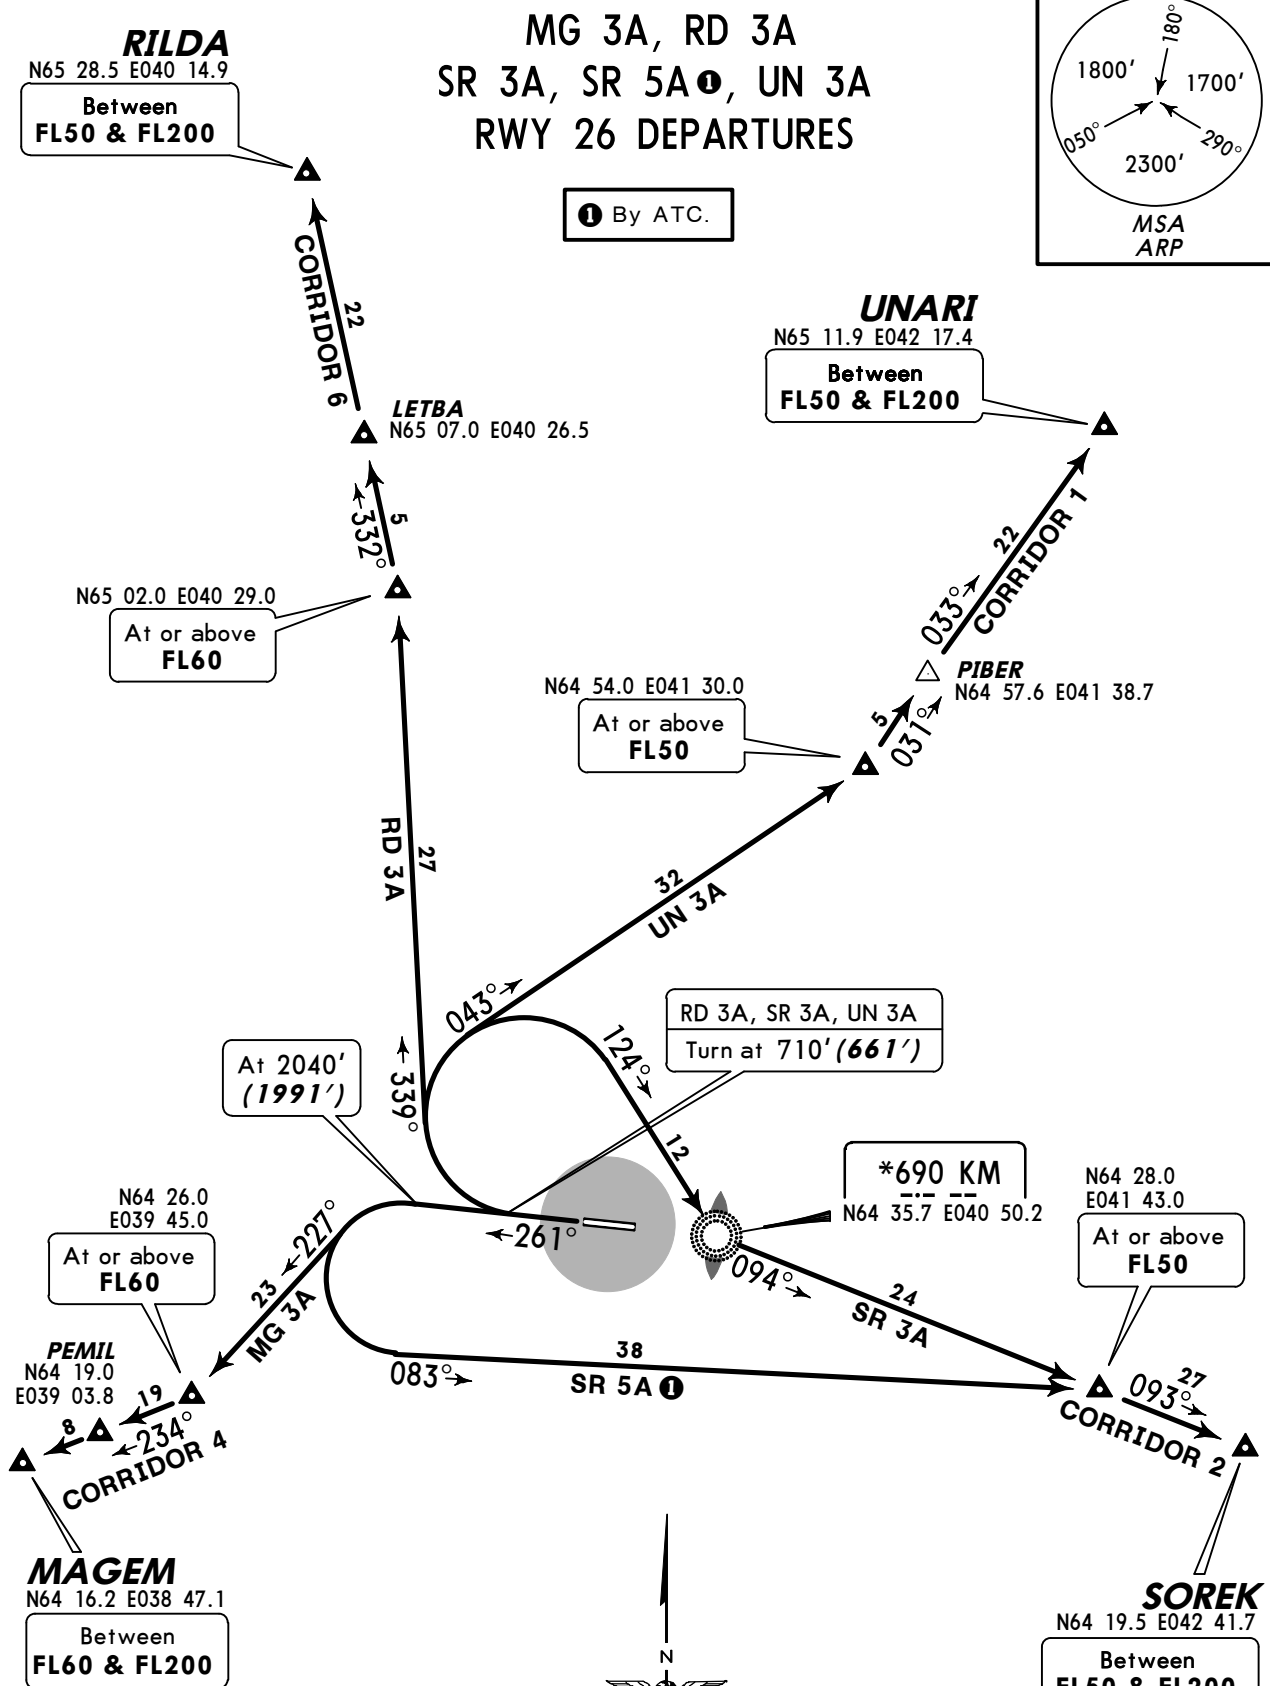 MG 3A, RD 3A
SR 3A, SR 5A❶, UN 3A
RWY 26 DEPARTURES
❶ By ATC.
180°
1800'
1700'
050°
290°
2300'
MSA
ARP
RILDA
N65 28.5 E040 14.9
Between
FL50 & FL200
CORRIDOR 6
22
LETBA
N65 07.0 E040 26.5
5
332°
N65 02.0 E040 29.0
At or above
FL60
UNARI
N65 11.9 E042 17.4
Between
FL50 & FL200
22
CORRIDOR 1
033°
PIBER
N64 57.6 E041 38.7
5
031°
N64 54.0 E041 30.0
At or above
FL50
RD 3A
27
32
UN 3A
043°
339°
124°
12
RD 3A, SR 3A, UN 3A
Turn at 710' (661')
At 2040'
(1991')
261°
*690 KM
N64 35.7 E040 50.2
N64 28.0
E041 43.0
At or above
FL50
094°
24
SR 3A
N64 26.0
E039 45.0
At or above
FL60
227°
23
MG 3A
38
083°
SR 5A ❶
PEMIL
N64 19.0
E039 03.8
19
8
234°
CORRIDOR 4
27
093°
CORRIDOR 2
MAGEM
N64 16.2 E038 47.1
Between
FL60 & FL200
N
SOREK
N64 19.5 E042 41.7
Between
FL50 & FL200